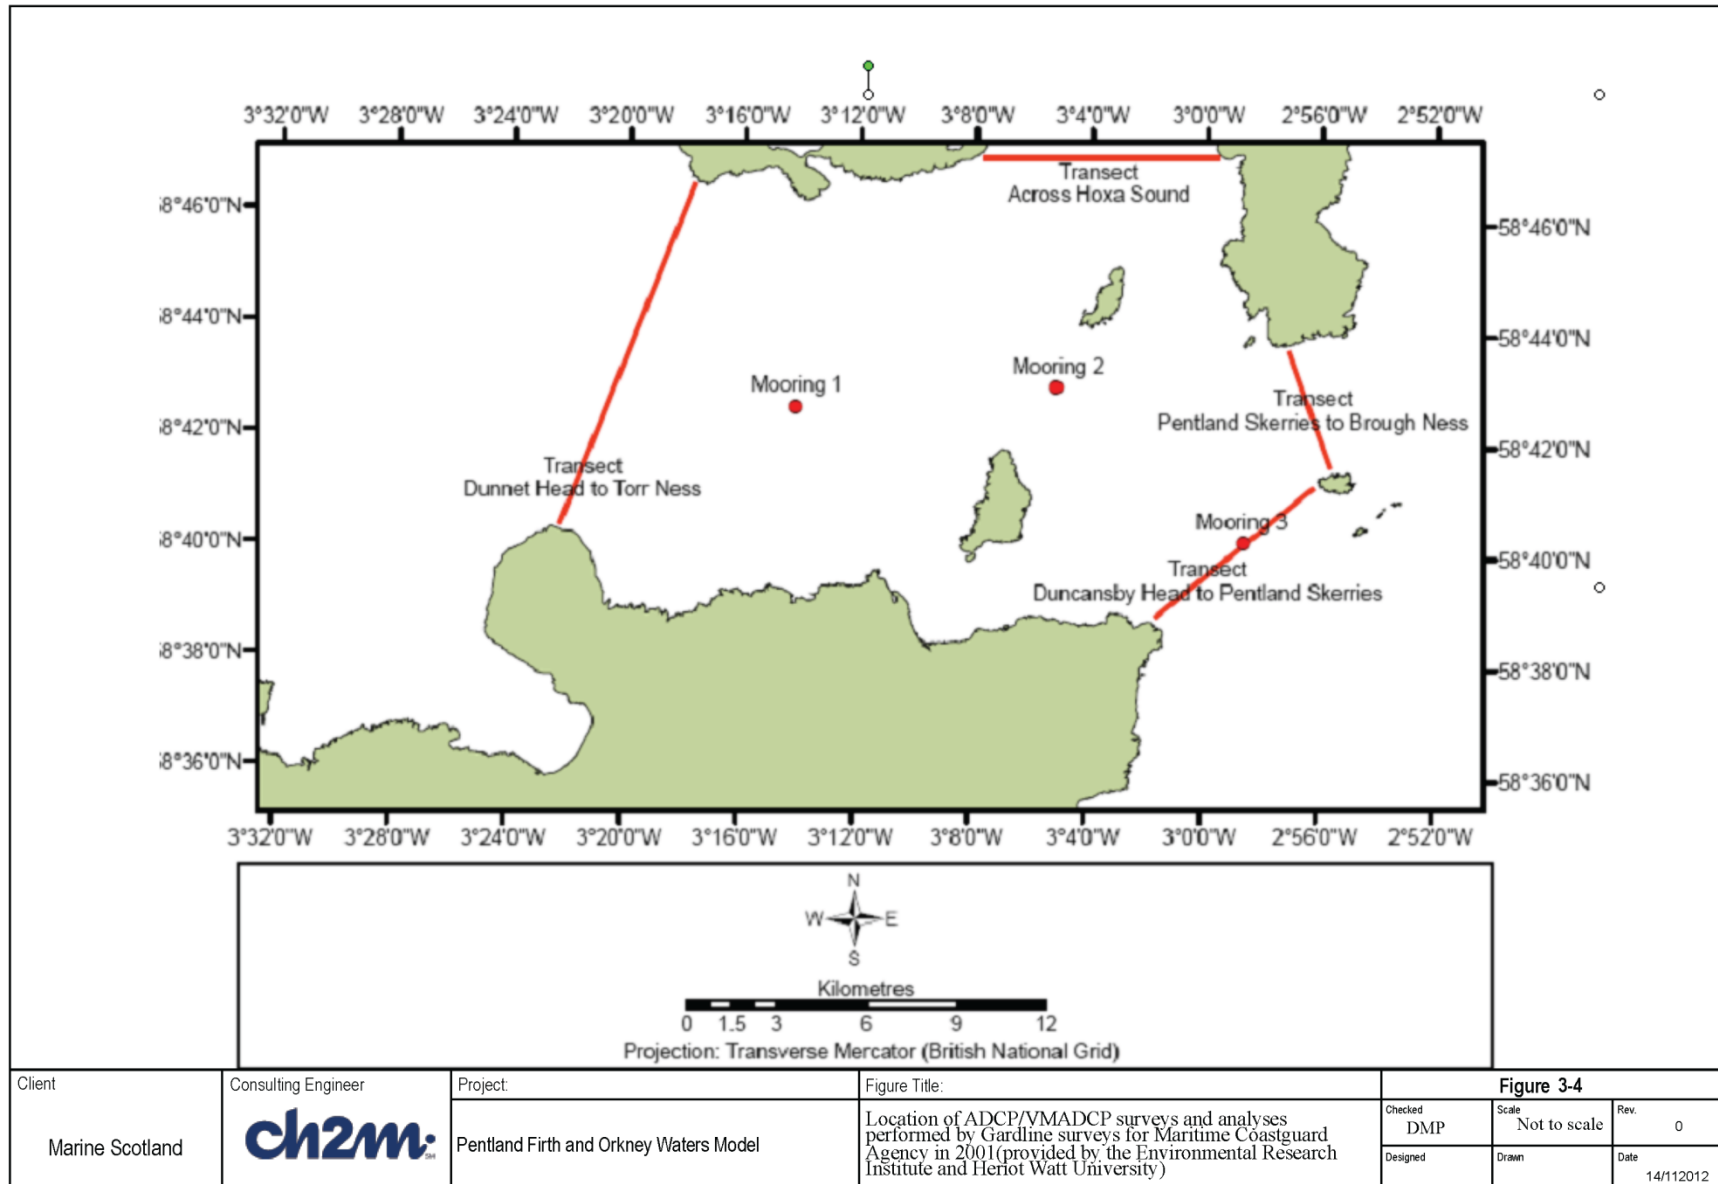 3°32'0"W 3°28'0"W 3°24'0"W 3°20'0"W 3°16'0"W 3°12'0"W 3°8'0"W 3°4'0"W 3°0'0"W 2°56'0"W 2°52'0"W
Transect
Across Hoxa Sound
58°46'0"N
58°44'0"N
58°42'0"N
58°40'0"N
58°38'0"N
58°36'0"N
58°46'0"N
58°44'0"N
58°42'0"N
58°40'0"N
58°38'0"N
58°36'0"N
Mooring 1
Mooring 2
Transect
Pentland Skerries to Brough Ness
Transect
Dunnet Head to Torr Ness
Mooring 3
Transect
Duncansby Head to Pentland Skerries
3°32'0"W 3°28'0"W 3°24'0"W 3°20'0"W 3°16'0"W 3°12'0"W 3°8'0"W 3°4'0"W 3°0'0"W 2°56'0"W 2°52'0"W
N
W E
S
Kilometres
0 1.5 3 6 9 12
Projection: Transverse Mercator (British National Grid)
Client
Marine Scotland
Consulting Engineer
ch2m:
SM
Project:
Pentland Firth and Orkney Waters Model
Figure Title:
Location of ADCP/VMADCP surveys and analyses
performed by Gardline surveys for Maritime Coastguard
Agency in 2001(provided by the Environmental Research
Institute and Heriot Watt University)
Figure 3-4
Checked
DMP
Scale
Not to scale
Rev.
0
Designed
Drawn
Date
14/112012